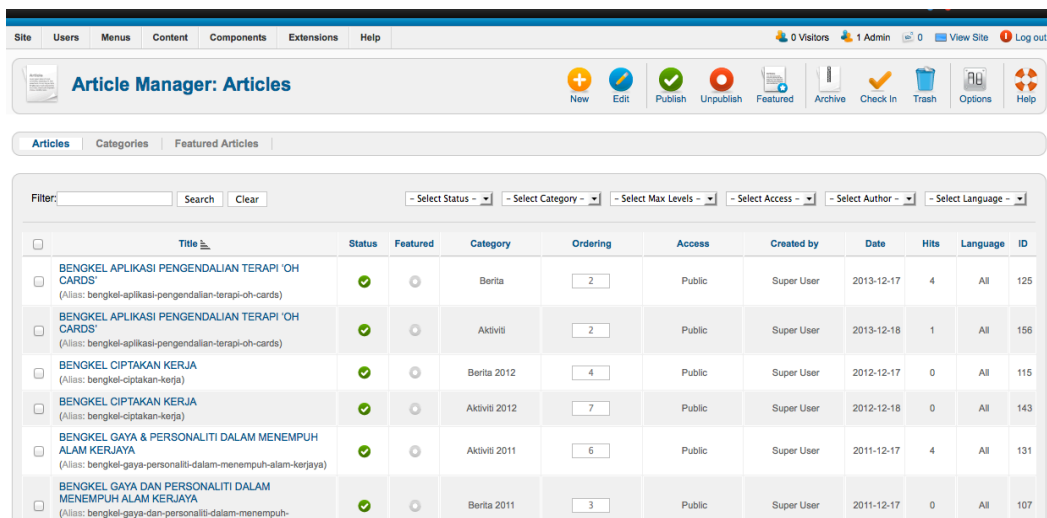 Site Users Menus Content Components Extensions Help 0 Visitors 1 Admin 0 View Site Log out
Article Manager: Articles
New Edit Publish Unpublish Featured Archive Check In Trash Options Help
Articles Categories Featured Articles
Filter: Search Clear - Select Status - - Select Category - - Select Max Levels - - Select Access - - Select Author - - Select Language -
Title Status Featured Category Ordering Access Created by Date Hits Language ID
BENGKEL APLIKASI PENGENDALIAN TERAPI 'OH
CARDS' Berita 2 Public Super User 2013-12-17 4 All 125
(Alias: bengkel-aplikasi-pengendalian-terapi-oh-cards)
BENGKEL APLIKASI PENGENDALIAN TERAPI 'OH
CARDS' Aktiviti 2 Public Super User 2013-12-18 1 All 156
(Alias: bengkel-aplikasi-pengendalian-terapi-oh-cards)
BENGKEL CIPTAKAN KERJA Berita 2012 4 Public Super User 2012-12-17 0 All 115
(Alias: bengkel-ciptakan-kerja)
BENGKEL CIPTAKAN KERJA Aktiviti 2012 7 Public Super User 2012-12-18 0 All 143
(Alias: bengkel-ciptakan-kerja)
BENGKEL GAYA & PERSONALITI DALAM MENEMPUH
ALAM KERJAYA Aktiviti 2011 6 Public Super User 2011-12-17 4 All 131
(Alias: bengkel-gaya-personaliti-dalam-menempuh-alam-kerjaya)
BENGKEL GAYA DAN PERSONALITI DALAM
MENEMPUH ALAM KERJAYA Berita 2011 3 Public Super User 2011-12-17 0 All 107
(Alias: bengkel-gaya-dan-personaliti-dalam-menempuh-